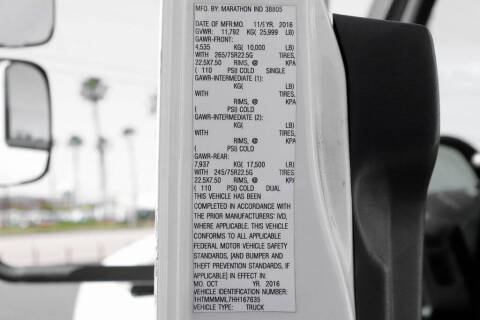 MFG. BY: MARATHON IND 38805
DATE OF MFR: MO. 11/5 YR. 2016
GVWR: 11,792 KG( 25,999 LB)
GAWR-FRONT:
4,535 KG( 10,000 LB)
WITH 265/75R22.5G TIRES,
22.5X7.50 RIMS, @ KPA
( 110 PSI) COLD SINGLE
GAWR-INTERMEDIATE (1):
KG( LB)
WITH TIRES,
RIMS, @ KPA
( PSI) COLD
GAWR-INTERMEDIATE (2):
KG( LB)
WITH TIRES,
RIMS, @ KPA
( PSI) COLD
GAWR-REAR:
7,937 KG( 17,500 LB)
WITH 245/75R22.5G TIRES,
22.5X7.50 RIMS, @ KPA
( 110 PSI) COLD DUAL
THIS VEHICLE HAS BEEN
COMPLETED IN ACCORDANCE WITH
THE PRIOR MANUFACTURERS' IVD,
WHERE APPLICABLE. THIS VEHICLE
CONFORMS TO ALL APPLICABLE
FEDERAL MOTOR VEHICLE SAFETY
STANDARDS, [AND BUMPER AND
THEFT PREVENTION STANDARDS, IF
APPLICABLE] IN EFFECT IN:
MO. OCT YR. 2016
VEHICLE IDENTIFICATION NUMBER:
1HTMMMML7HH167635
VEHICLE TYPE: TRUCK